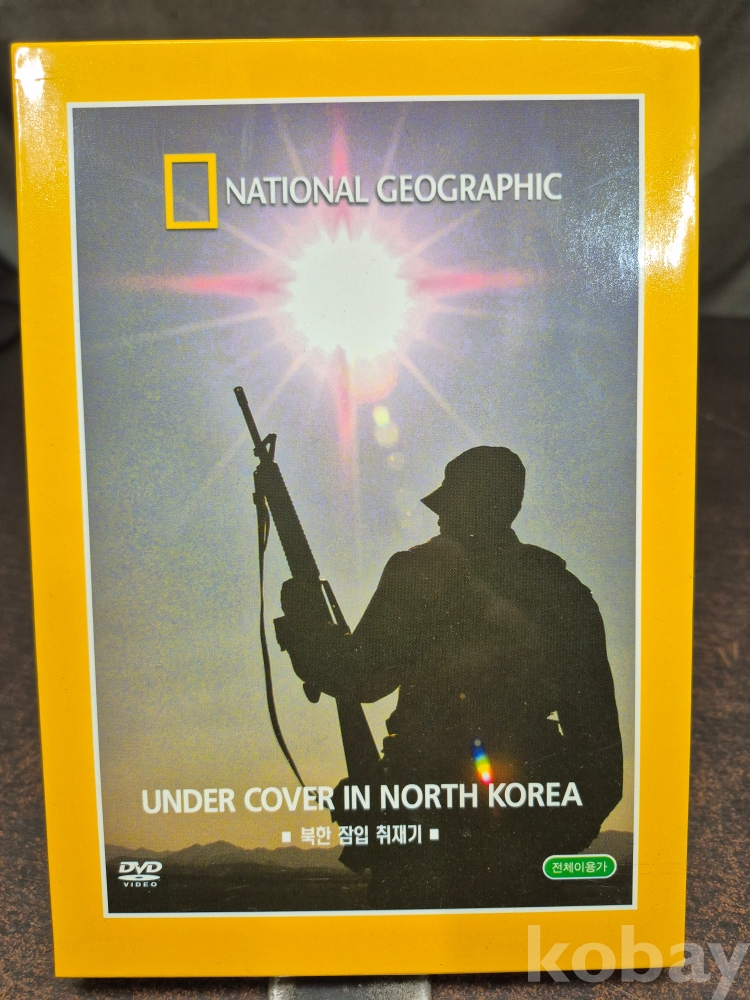 NATIONAL GEOGRAPHIC
UNDER COVER IN NORTH KOREA
■ 북한 잠입 취재기 ■
DVD
VIDEO
전체이용가
kobay